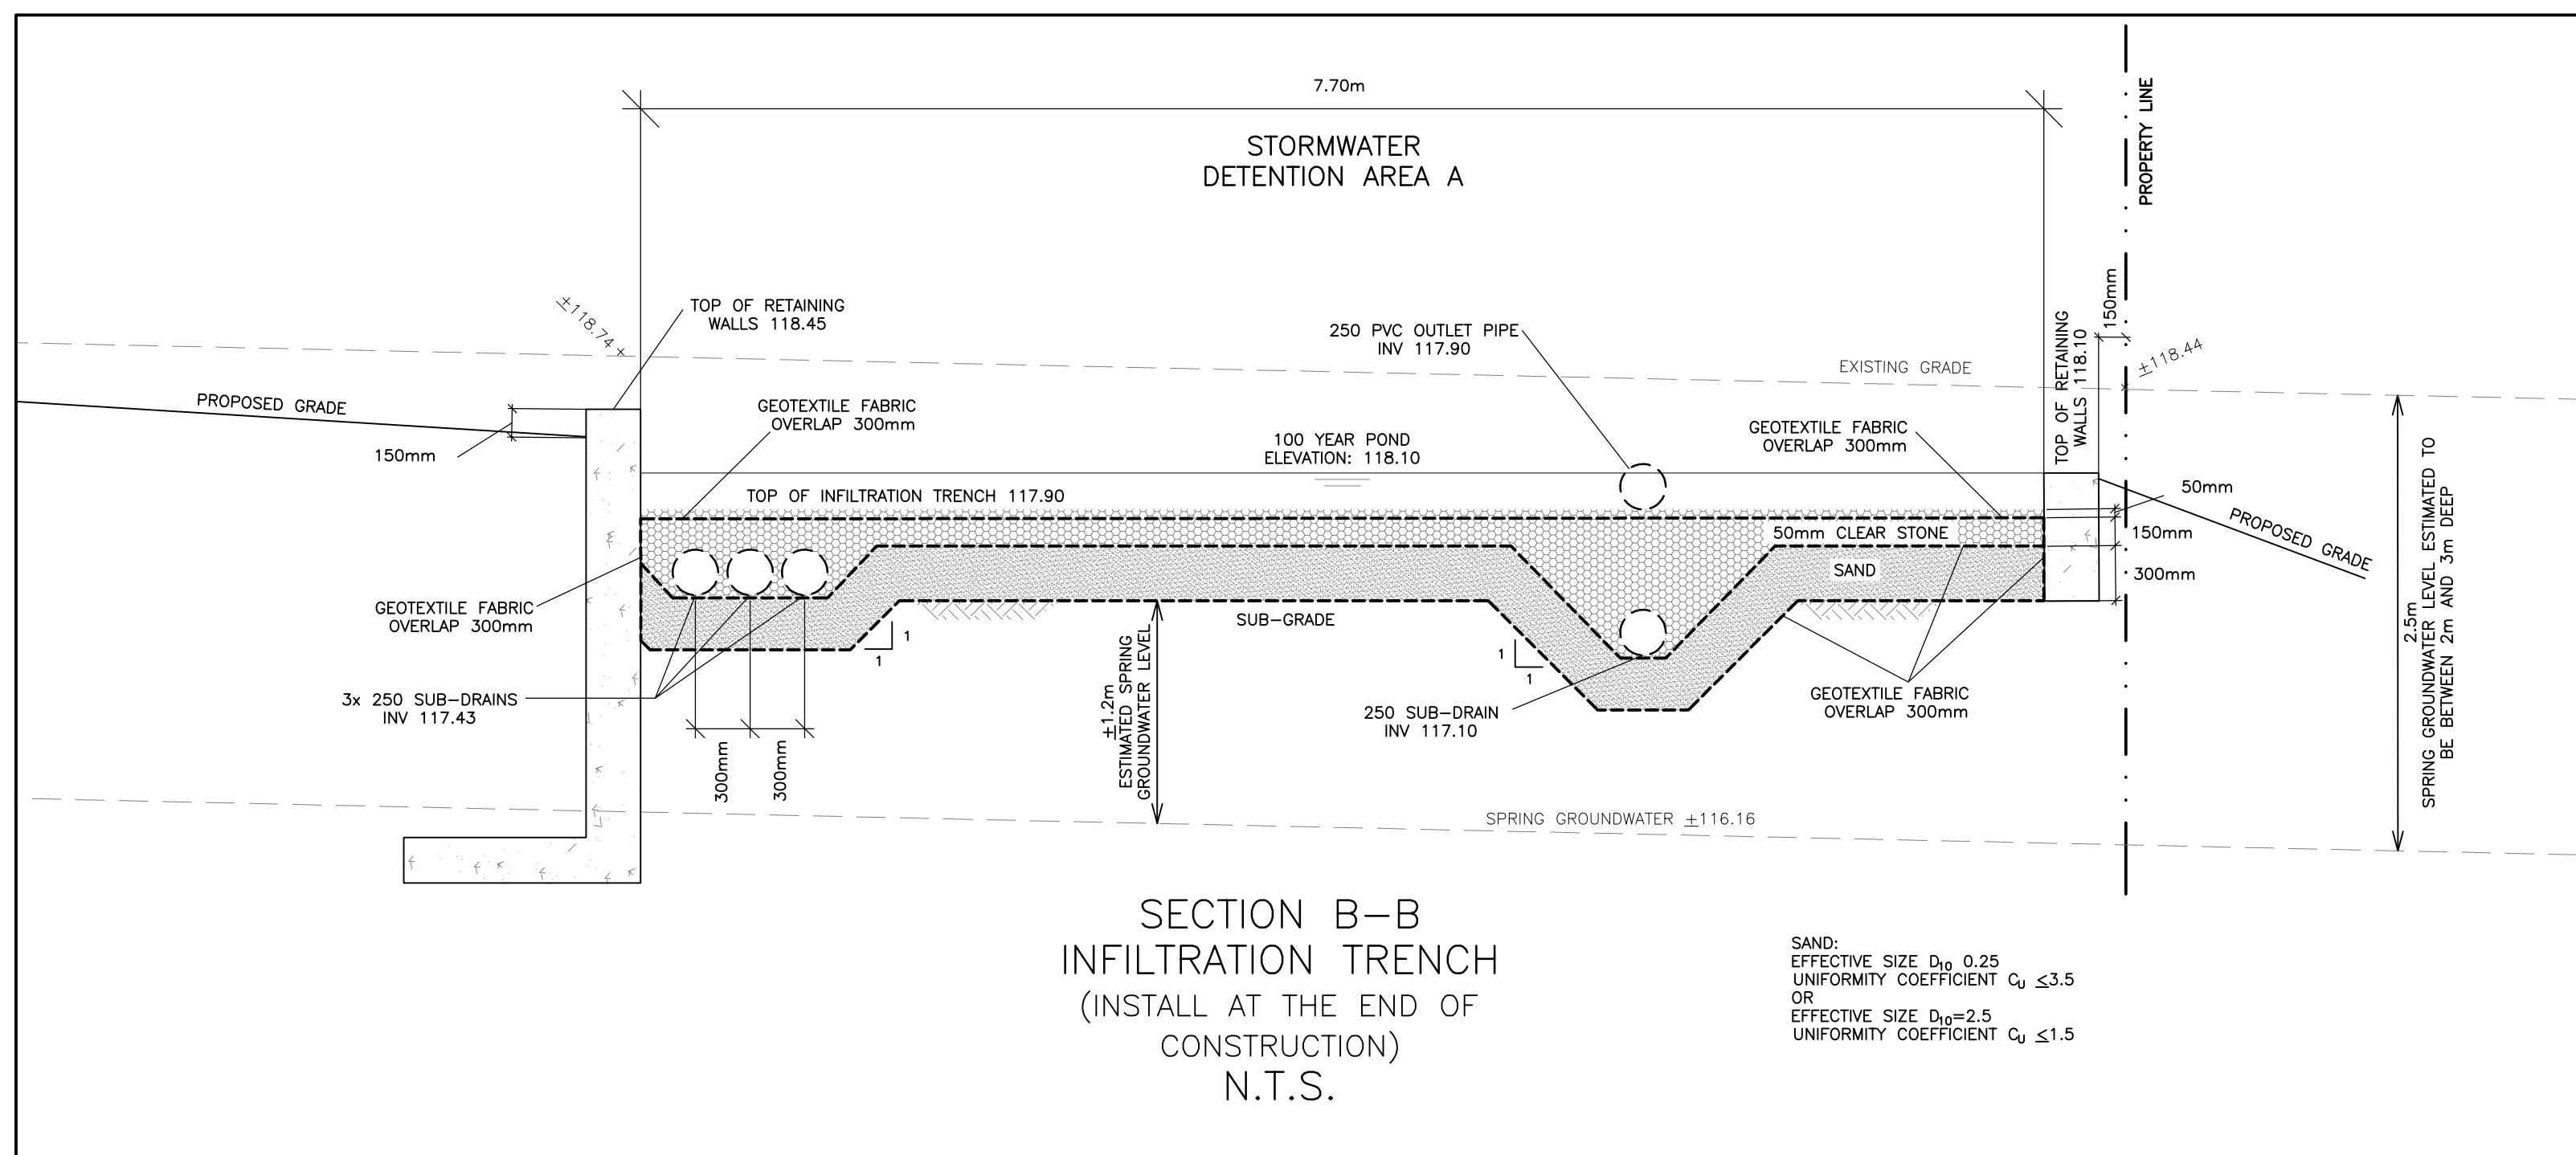 7.70m
STORMWATER
DETENTION AREA A
PROPERTY LINE
±118.74
TOP OF RETAINING
WALLS 118.45
250 PVC OUTLET PIPE
INV 117.90
EXISTING GRADE
TOP OF RETAINING
WALLS 118.10
150mm
±118.44
PROPOSED GRADE
150mm
GEOTEXTILE FABRIC
OVERLAP 300mm
100 YEAR POND
ELEVATION: 118.10
GEOTEXTILE FABRIC
OVERLAP 300mm
TOP OF INFILTRATION TRENCH 117.90
50mm
150mm
300mm
PROPOSED GRADE
50mm CLEAR STONE
SAND
SUB-GRADE
GEOTEXTILE FABRIC
OVERLAP 300mm
1
1
1
1
3x 250 SUB-DRAINS
INV 117.43
300mm
300mm
±1.2m
ESTIMATED SPRING
GROUNDWATER LEVEL
250 SUB-DRAIN
INV 117.10
GEOTEXTILE FABRIC
OVERLAP 300mm
2.5m
SPRING GROUNDWATER LEVEL ESTIMATED TO
BE BETWEEN 2m AND 3m DEEP
SPRING GROUNDWATER ±116.16
SECTION B-B
INFILTRATION TRENCH
(INSTALL AT THE END OF
CONSTRUCTION)
N.T.S.
SAND:
EFFECTIVE SIZE D₁₀ 0.25
UNIFORMITY COEFFICIENT Cᵤ ≤3.5
OR
EFFECTIVE SIZE D₁₀=2.5
UNIFORMITY COEFFICIENT Cᵤ ≤1.5